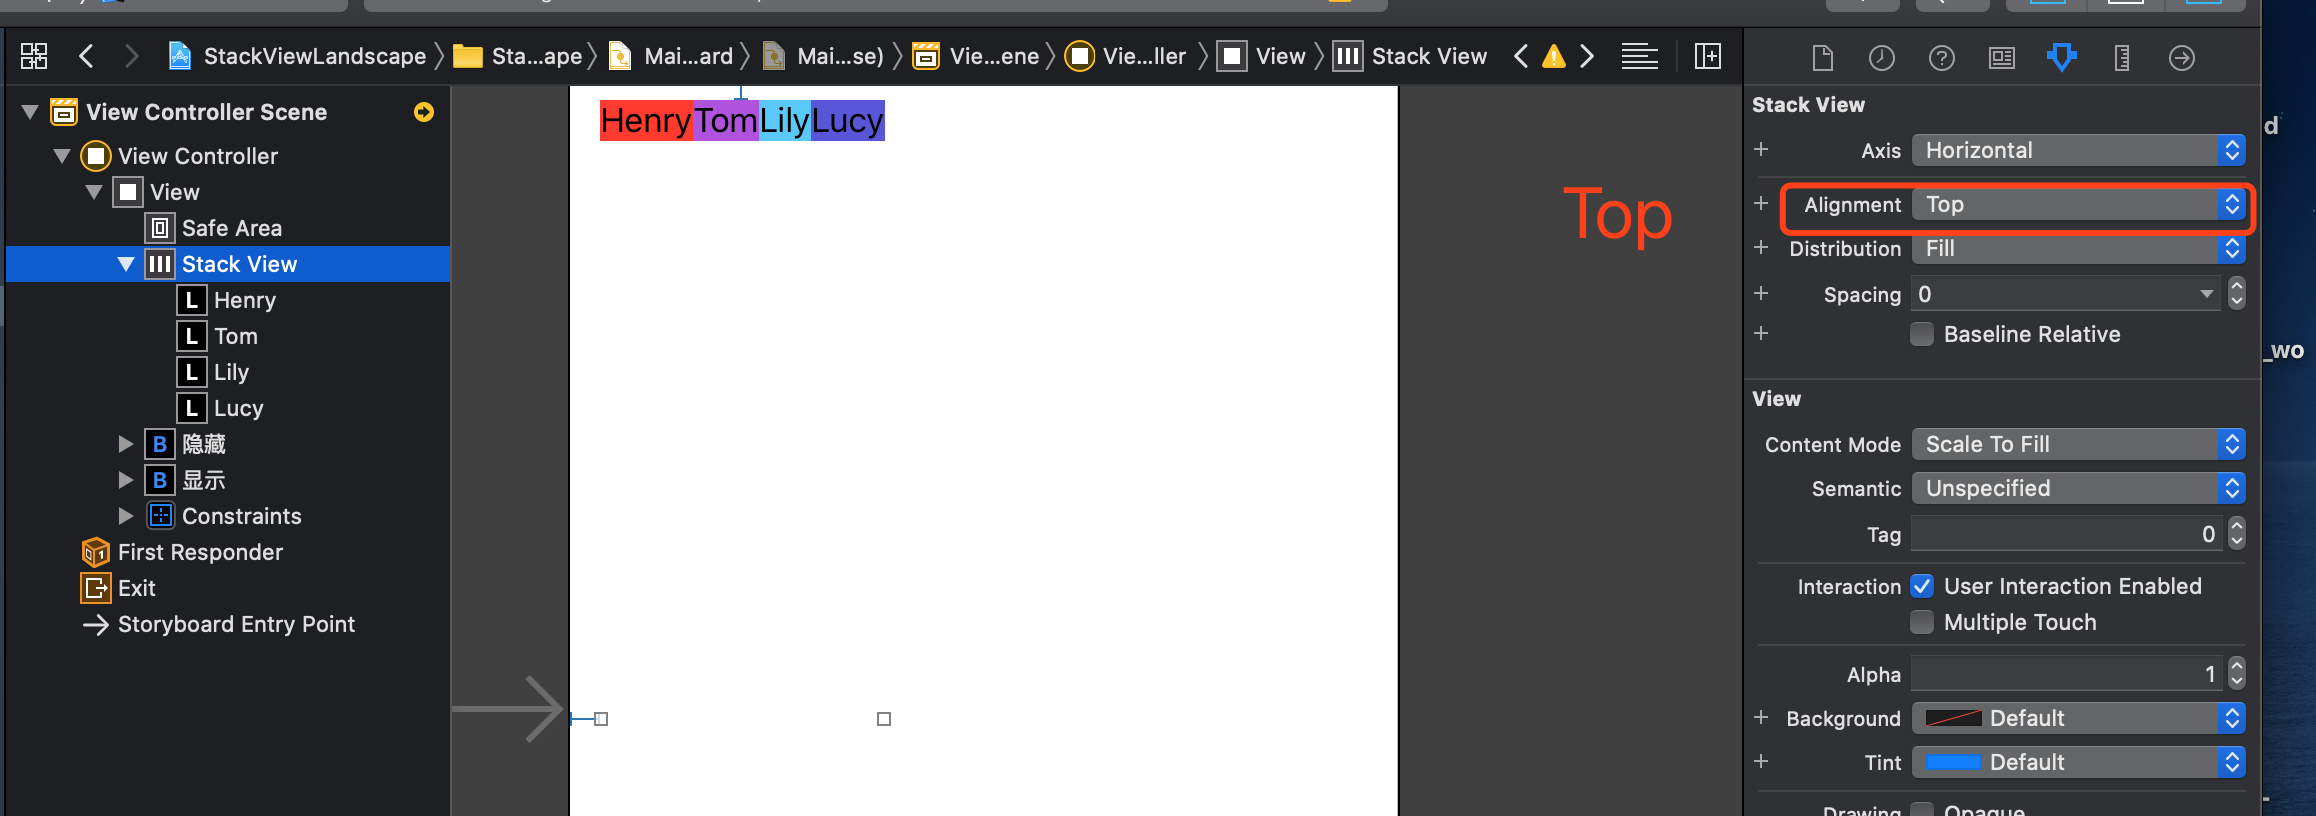 StackViewLandscape
Sta...ape
Mai...ard
Mai...se)
Vie...ene
Vie...ller
View
Stack View
View Controller Scene
View Controller
View
Safe Area
Stack View
L Henry
L Tom
L Lily
L Lucy
B 隐藏
B 显示
Constraints
First Responder
Exit
Storyboard Entry Point
HenryTomLilyLucy
Top
Stack View
Axis Horizontal
Alignment Top
Distribution Fill
Spacing 0
Baseline Relative
View
Content Mode Scale To Fill
Semantic Unspecified
Tag 0
Interaction User Interaction Enabled
Multiple Touch
Alpha 1
Background Default
Tint Default
Drawing Opaque
d
_wo